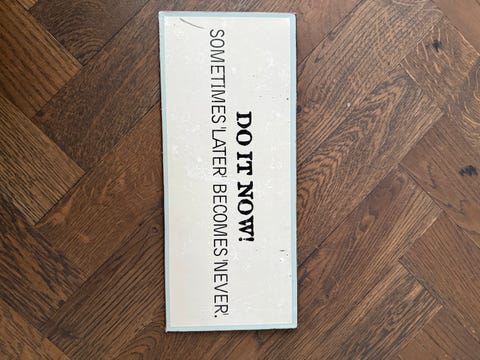 DO IT NOW!
SOMETIMES 'LATER' BECOMES 'NEVER'.